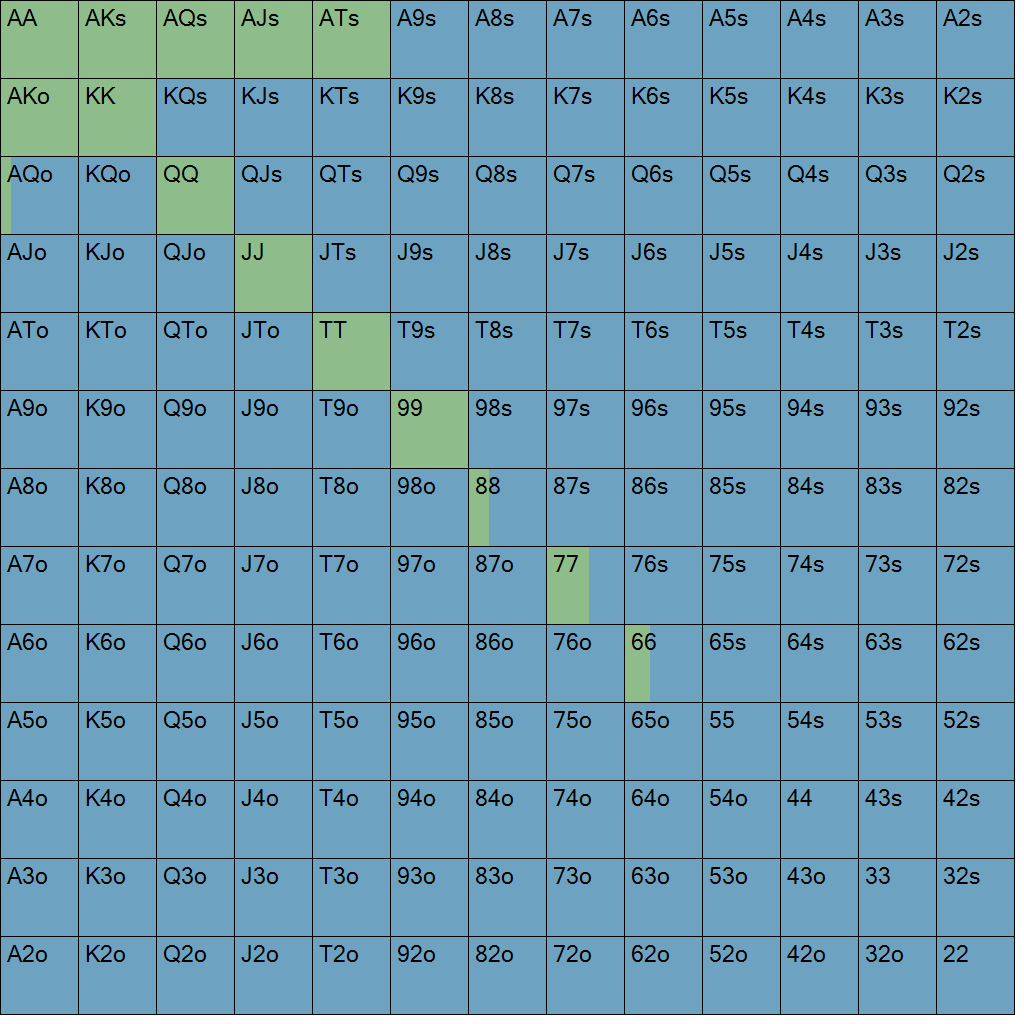 AA AKs AQs AJs ATs A9s A8s A7s A6s A5s A4s A3s A2s
AKo KK KQs KJs KTs K9s K8s K7s K6s K5s K4s K3s K2s
AQo KQo QQ QJs QTs Q9s Q8s Q7s Q6s Q5s Q4s Q3s Q2s
AJo KJo QJo JJ JTs J9s J8s J7s J6s J5s J4s J3s J2s
ATo KTo QTo JTo TT T9s T8s T7s T6s T5s T4s T3s T2s
A9o K9o Q9o J9o T9o 99 98s 97s 96s 95s 94s 93s 92s
A8o K8o Q8o J8o T8o 98o 88 87s 86s 85s 84s 83s 82s
A7o K7o Q7o J7o T7o 97o 87o 77 76s 75s 74s 73s 72s
A6o K6o Q6o J6o T6o 96o 86o 76o 66 65s 64s 63s 62s
A5o K5o Q5o J5o T5o 95o 85o 75o 65o 55 54s 53s 52s
A4o K4o Q4o J4o T4o 94o 84o 74o 64o 54o 44 43s 42s
A3o K3o Q3o J3o T3o 93o 83o 73o 63o 53o 43o 33 32s
A2o K2o Q2o J2o T2o 92o 82o 72o 62o 52o 42o 32o 22